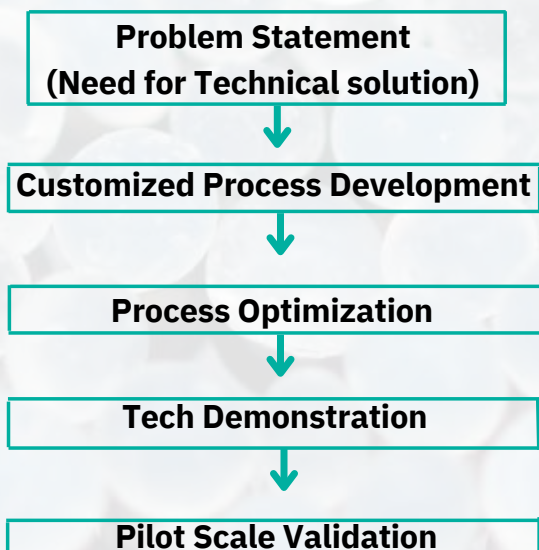 Problem Statement
(Need for Technical solution)
Customized Process Development
Process Optimization
Tech Demonstration
Pilot Scale Validation